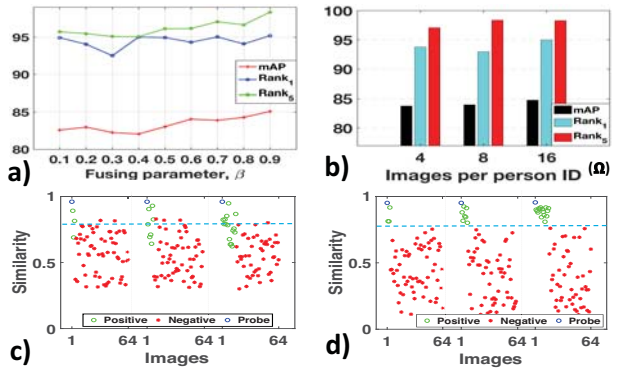 100
95
90
85
80
mAP
Rank1
Rank5
0.1 0.2 0.3 0.4 0.5 0.6 0.7 0.8 0.9
Fusing parameter, β
a)
100
95
90
85
80
mAP
Rank1
Rank5
4 8 16
Images per person ID (Ω)
b)
1
0.5
0
Similarity
Positive Negative Probe
1 64 1 64 1 64
Images
c)
1
0.5
0
Similarity
Positive Negative Probe
1 64 1 64 1 64
Images
d)